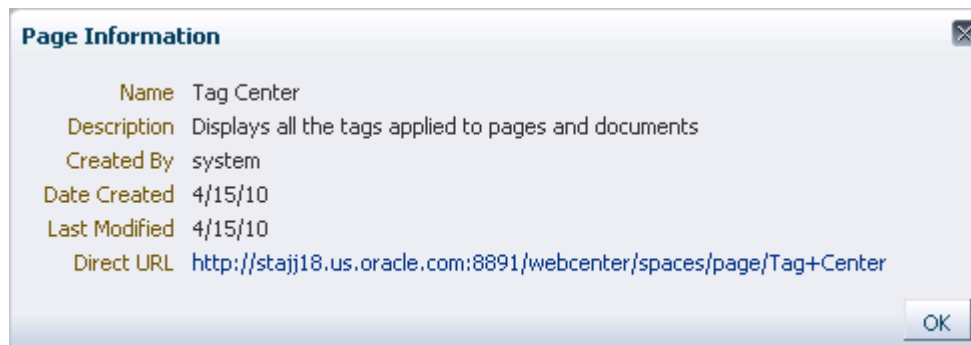 Page Information
Name Tag Center
Description Displays all the tags applied to pages and documents
Created By system
Date Created 4/15/10
Last Modified 4/15/10
Direct URL http://stajj18.us.oracle.com:8891/webcenter/spaces/page/Tag+Center
OK